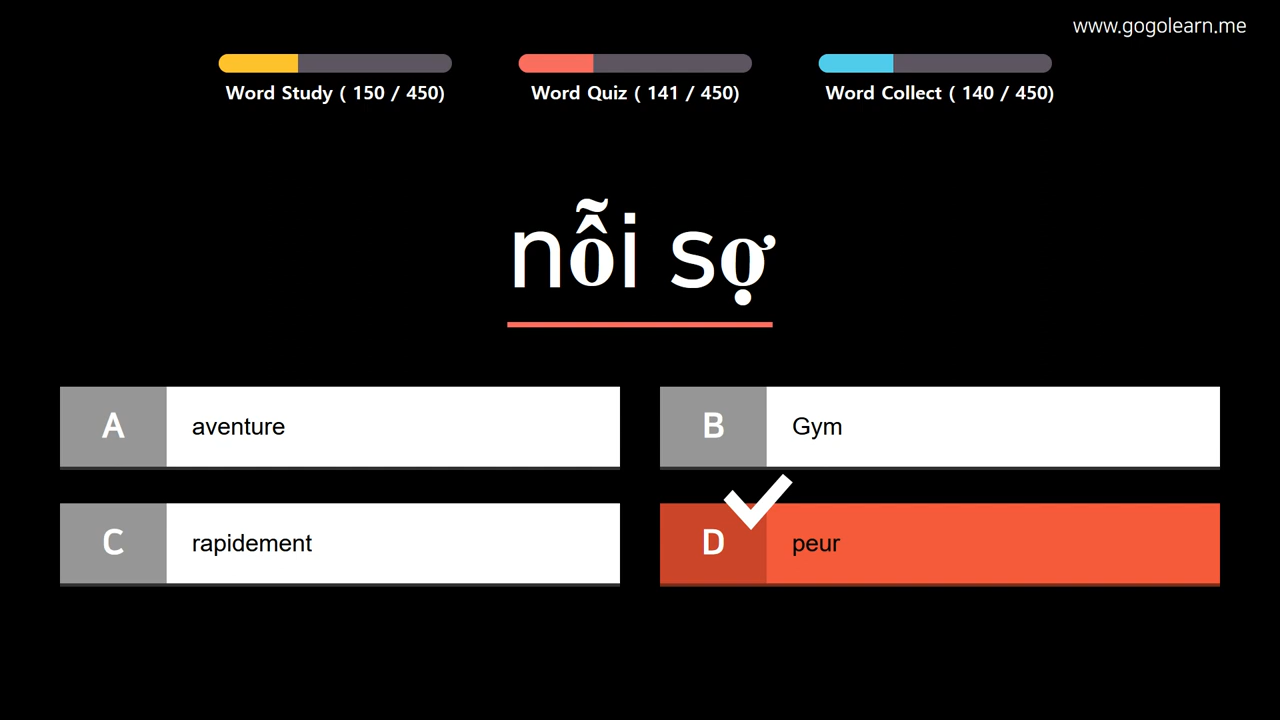 www.gogolearn.me
Word Study ( 150 / 450)
Word Quiz ( 141 / 450)
Word Collect ( 140 / 450)
nỗi sợ
A aventure
B Gym
C rapidement
D peur